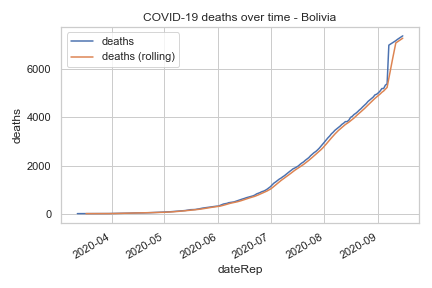 COVID-19 deaths over time - Bolivia
deaths
deaths (rolling)
6000
4000
2000
0
deaths
2020-04
2020-05
2020-06
2020-07
2020-08
2020-09
dateRep